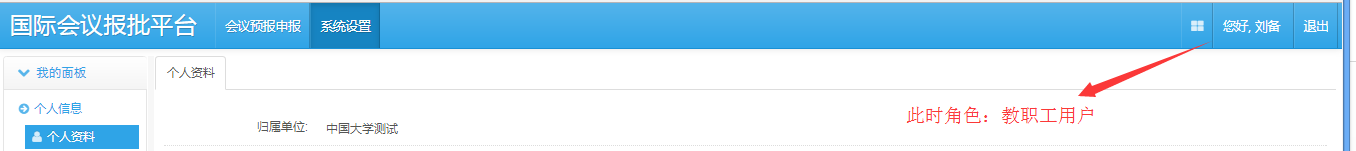 国际会议报批平台 会议预报申报 系统设置 您好, 刘备 退出
我的面板 个人资料
个人信息
此时角色：教职工用户
归属单位: 中国大学测试
个人资料